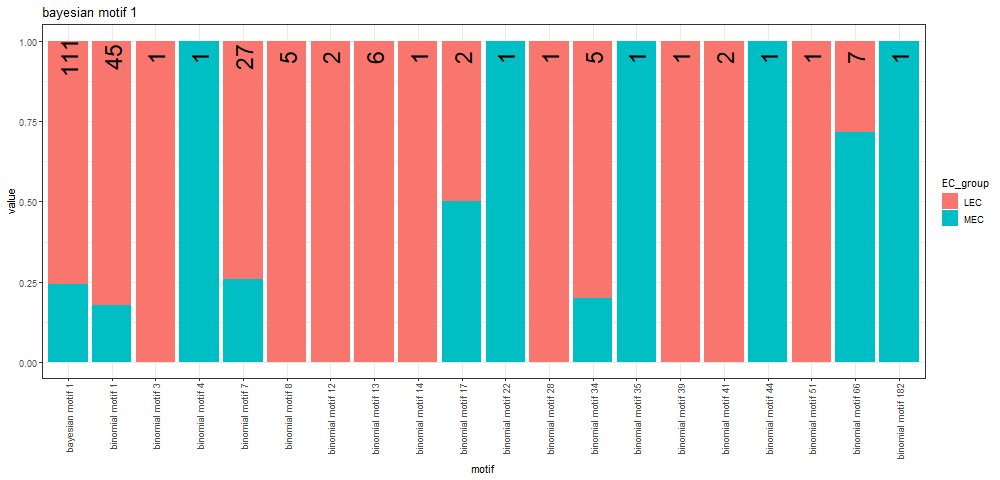 bayesian motif 1
1.00
0.75
0.50
0.25
0.00
value
111
45
1
1
27
5
2
6
1
2
1
1
5
1
1
2
1
1
7
1
bayesian motif 1
binomial motif 1
binomial motif 3
binomial motif 4
binomial motif 7
binomial motif 8
binomial motif 12
binomial motif 13
binomial motif 14
binomial motif 17
binomial motif 22
binomial motif 28
binomial motif 34
binomial motif 35
binomial motif 39
binomial motif 41
binomial motif 44
binomial motif 51
binomial motif 66
binomial motif 182
motif
EC_group
LEC
MEC